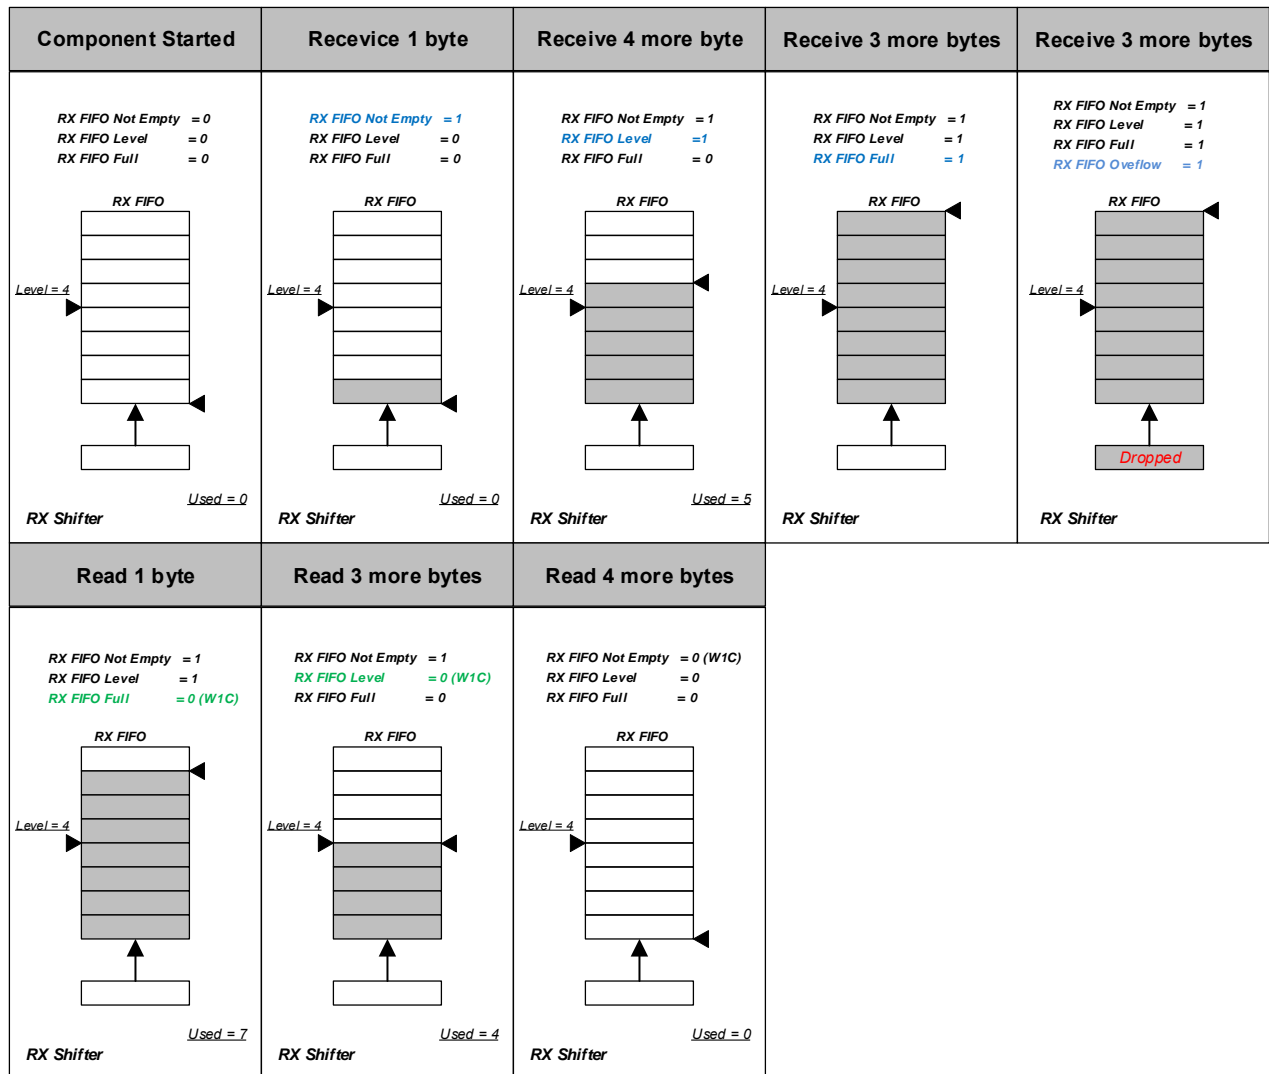 Component Started
RX FIFO Not Empty = 0
RX FIFO Level = 0
RX FIFO Full = 0
RX FIFO
Level = 4
Used = 0
RX Shifter
Recevice 1 byte
RX FIFO Not Empty = 1
RX FIFO Level = 0
RX FIFO Full = 0
RX FIFO
Level = 4
Used = 0
RX Shifter
Receive 4 more byte
RX FIFO Not Empty = 1
RX FIFO Level =1
RX FIFO Full = 0
RX FIFO
Level = 4
Used = 5
RX Shifter
Receive 3 more bytes
RX FIFO Not Empty = 1
RX FIFO Level = 1
RX FIFO Full = 1
RX FIFO
Level = 4
RX Shifter
Receive 3 more bytes
RX FIFO Not Empty = 1
RX FIFO Level = 1
RX FIFO Full = 1
RX FIFO Oveflow = 1
RX FIFO
Level = 4
Dropped
RX Shifter
Read 1 byte
RX FIFO Not Empty = 1
RX FIFO Level = 1
RX FIFO Full = 0 (W1C)
RX FIFO
Level = 4
Used = 7
RX Shifter
Read 3 more bytes
RX FIFO Not Empty = 1
RX FIFO Level = 0 (W1C)
RX FIFO Full = 0
RX FIFO
Level = 4
Used = 4
RX Shifter
Read 4 more bytes
RX FIFO Not Empty = 0 (W1C)
RX FIFO Level = 0
RX FIFO Full = 0
RX FIFO
Level = 4
Used = 0
RX Shifter